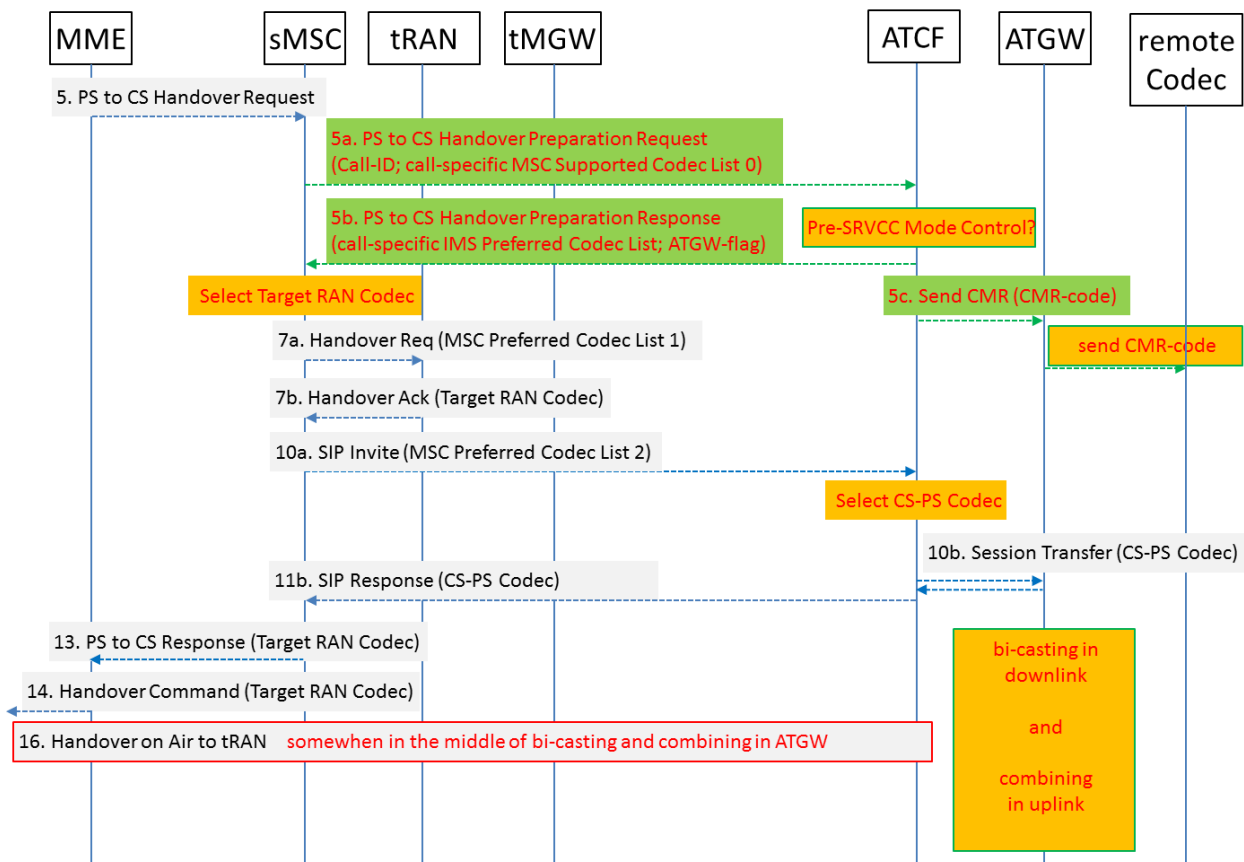 MME
sMSC
tRAN
tMGW
ATCF
ATGW
remote
Codec
5. PS to CS Handover Request
5a. PS to CS Handover Preparation Request
(Call-ID; call-specific MSC Supported Codec List 0)
5b. PS to CS Handover Preparation Response
(call-specific IMS Preferred Codec List; ATGW-flag)
Pre-SRVCC Mode Control?
Select Target RAN Codec
5c. Send CMR (CMR-code)
7a. Handover Req (MSC Preferred Codec List 1)
send CMR-code
7b. Handover Ack (Target RAN Codec)
10a. SIP Invite (MSC Preferred Codec List 2)
Select CS-PS Codec
10b. Session Transfer (CS-PS Codec)
11b. SIP Response (CS-PS Codec)
13. PS to CS Response (Target RAN Codec)
14. Handover Command (Target RAN Codec)
16. Handover on Air to tRAN somewhen in the middle of bi-casting and combining in ATGW
bi-casting in
downlink
and
combining
in uplink